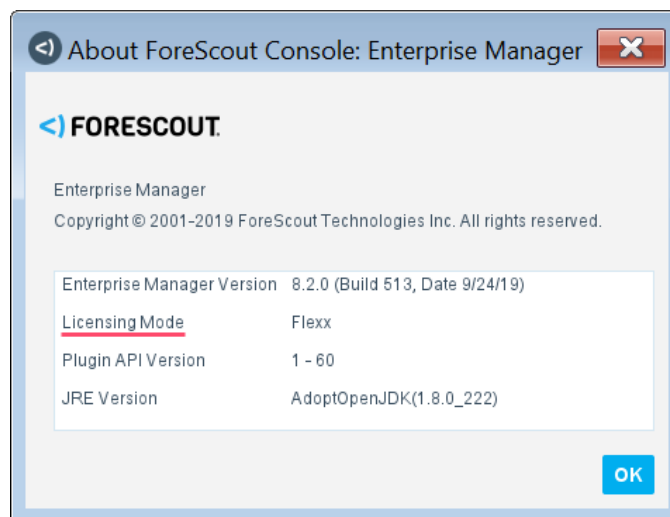 About ForeScout Console: Enterprise Manager
<) FORESCOUT.
Enterprise Manager
Copyright © 2001-2019 ForeScout Technologies Inc. All rights reserved.
Enterprise Manager Version 8.2.0 (Build 513, Date 9/24/19)
Licensing Mode Flexx
Plugin API Version 1 - 60
JRE Version AdoptOpenJDK(1.8.0_222)
OK